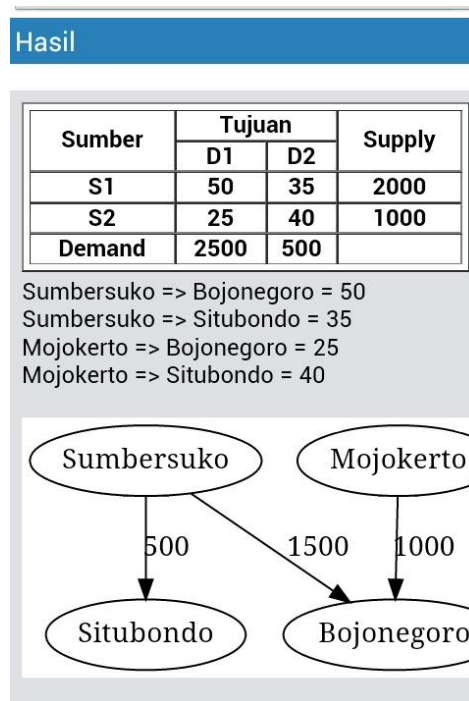 Hasil
Sumber Tujuan Supply
D1 D2
S1 50 35 2000
S2 25 40 1000
Demand 2500 500
Sumbersuko => Bojonegoro = 50
Sumbersuko => Situbondo = 35
Mojokerto => Bojonegoro = 25
Mojokerto => Situbondo = 40
Sumbersuko Mojokerto
500 1500 1000
Situbondo Bojonegoro